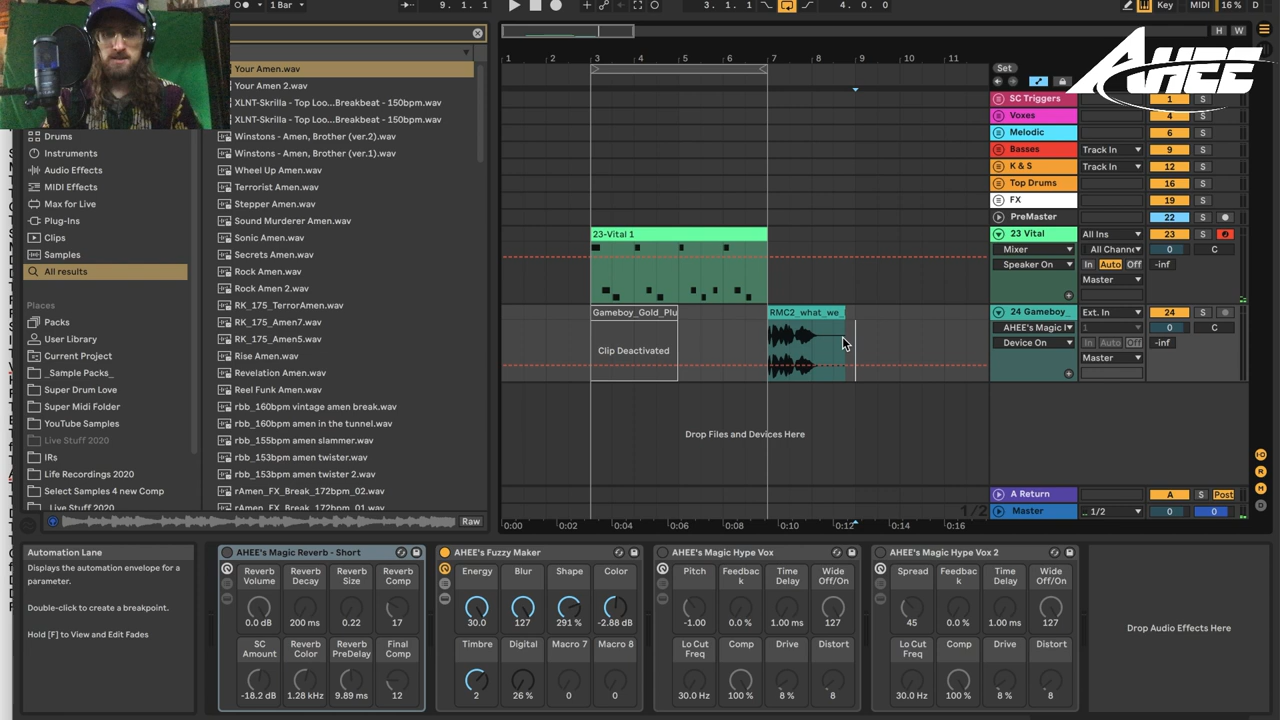 1 Bar
9. 1. 1
3. 1. 1
4. 0. 0
Key
MIDI
16 %
D
H
W
1 2 3 4 5 6 7 8 9 10 11
Set
AHEE
Your Amen.wav
Your Amen 2.wav
XLNT-Skrilla - Top Loo...Breakbeat - 150bpm.wav
XLNT-Skrilla - Top Loo...Breakbeat - 150bpm.wav
Winstons - Amen, Brother (ver.2).wav
Winstons - Amen, Brother (ver.1).wav
Wheel Up Amen.wav
Terrorist Amen.wav
Stepper Amen.wav
Sound Murderer Amen.wav
Sonic Amen.wav
Secrets Amen.wav
Rock Amen.wav
Rock Amen 2.wav
RK_175_TerrorAmen.wav
RK_175_Amen7.wav
RK_175_Amen5.wav
Rise Amen.wav
Revelation Amen.wav
Reel Funk Amen.wav
rbb_160bpm vintage amen break.wav
rbb_160bpm amen in the tunnel.wav
rbb_155bpm amen slammer.wav
rbb_153bpm amen twister.wav
rbb_153bpm amen twister 2.wav
rAmen_FX_Break_172bpm_02.wav
rAmen_FX_Break_172bpm_01.wav
Drums
Instruments
Audio Effects
MIDI Effects
Max for Live
Plug-Ins
Clips
Samples
All results
Places
Packs
User Library
Current Project
_Sample_Packs_
Super Drum Love
Super Midi Folder
YouTube Samples
Live Stuff 2020
IRs
Life Recordings 2020
Select Samples 4 new Comp
_Live Stuff 2020
Raw
23-Vital 1
Gameboy_Gold_Plu
Clip Deactivated
RMC2_what_we_
Drop Files and Devices Here
1/2
0:00 0:02 0:04 0:06 0:08 0:10 0:12 0:14 0:16
SC Triggers 1 S
Voxes 4 S
Melodic 6 S
Basses Track In 9 S
K & S Track In 12 S
Top Drums 16 S
FX 19 S
PreMaster 22 S
23 Vital All Ins 23 S
Mixer All Channe 0 C
Speaker On In Auto Off -inf
Master
24 Gameboy_ Ext. In 24 S
AHEE's Magic 1 0 C
Device On In Auto Off -inf
Master
A Return A S Post
Master 1/2 0 0
I-O
R
M
D
Automation Lane
Displays the automation envelope for a
parameter.
Double-click to create a breakpoint.
Hold [F] to View and Edit Fades
AHEE's Magic Reverb - Short
Reverb Volume Reverb Decay Reverb Size Reverb Comp
0.0 dB 200 ms 0.22 17
SC Amount Reverb Color Reverb PreDelay Final Comp
-18.2 dB 1.28 kHz 9.89 ms 12
AHEE's Fuzzy Maker
Energy Blur Shape Color
30.0 127 291 % -2.88 dB
Timbre Digital Macro 7 Macro 8
2 26 % 0 0
AHEE's Magic Hype Vox
Pitch Feedbac k Time Delay Wide Off/On
-1.00 0.0 % 1.00 ms 127
Lo Cut Freq Comp Drive Distort
30.0 Hz 100 % 8 % 8
AHEE's Magic Hype Vox 2
Spread Feedbac k Time Delay Wide Off/On
45 0.0 % 1.00 ms 127
Lo Cut Freq Comp Drive Distort
30.0 Hz 100 % 8 % 8
Drop Audio Effects Here